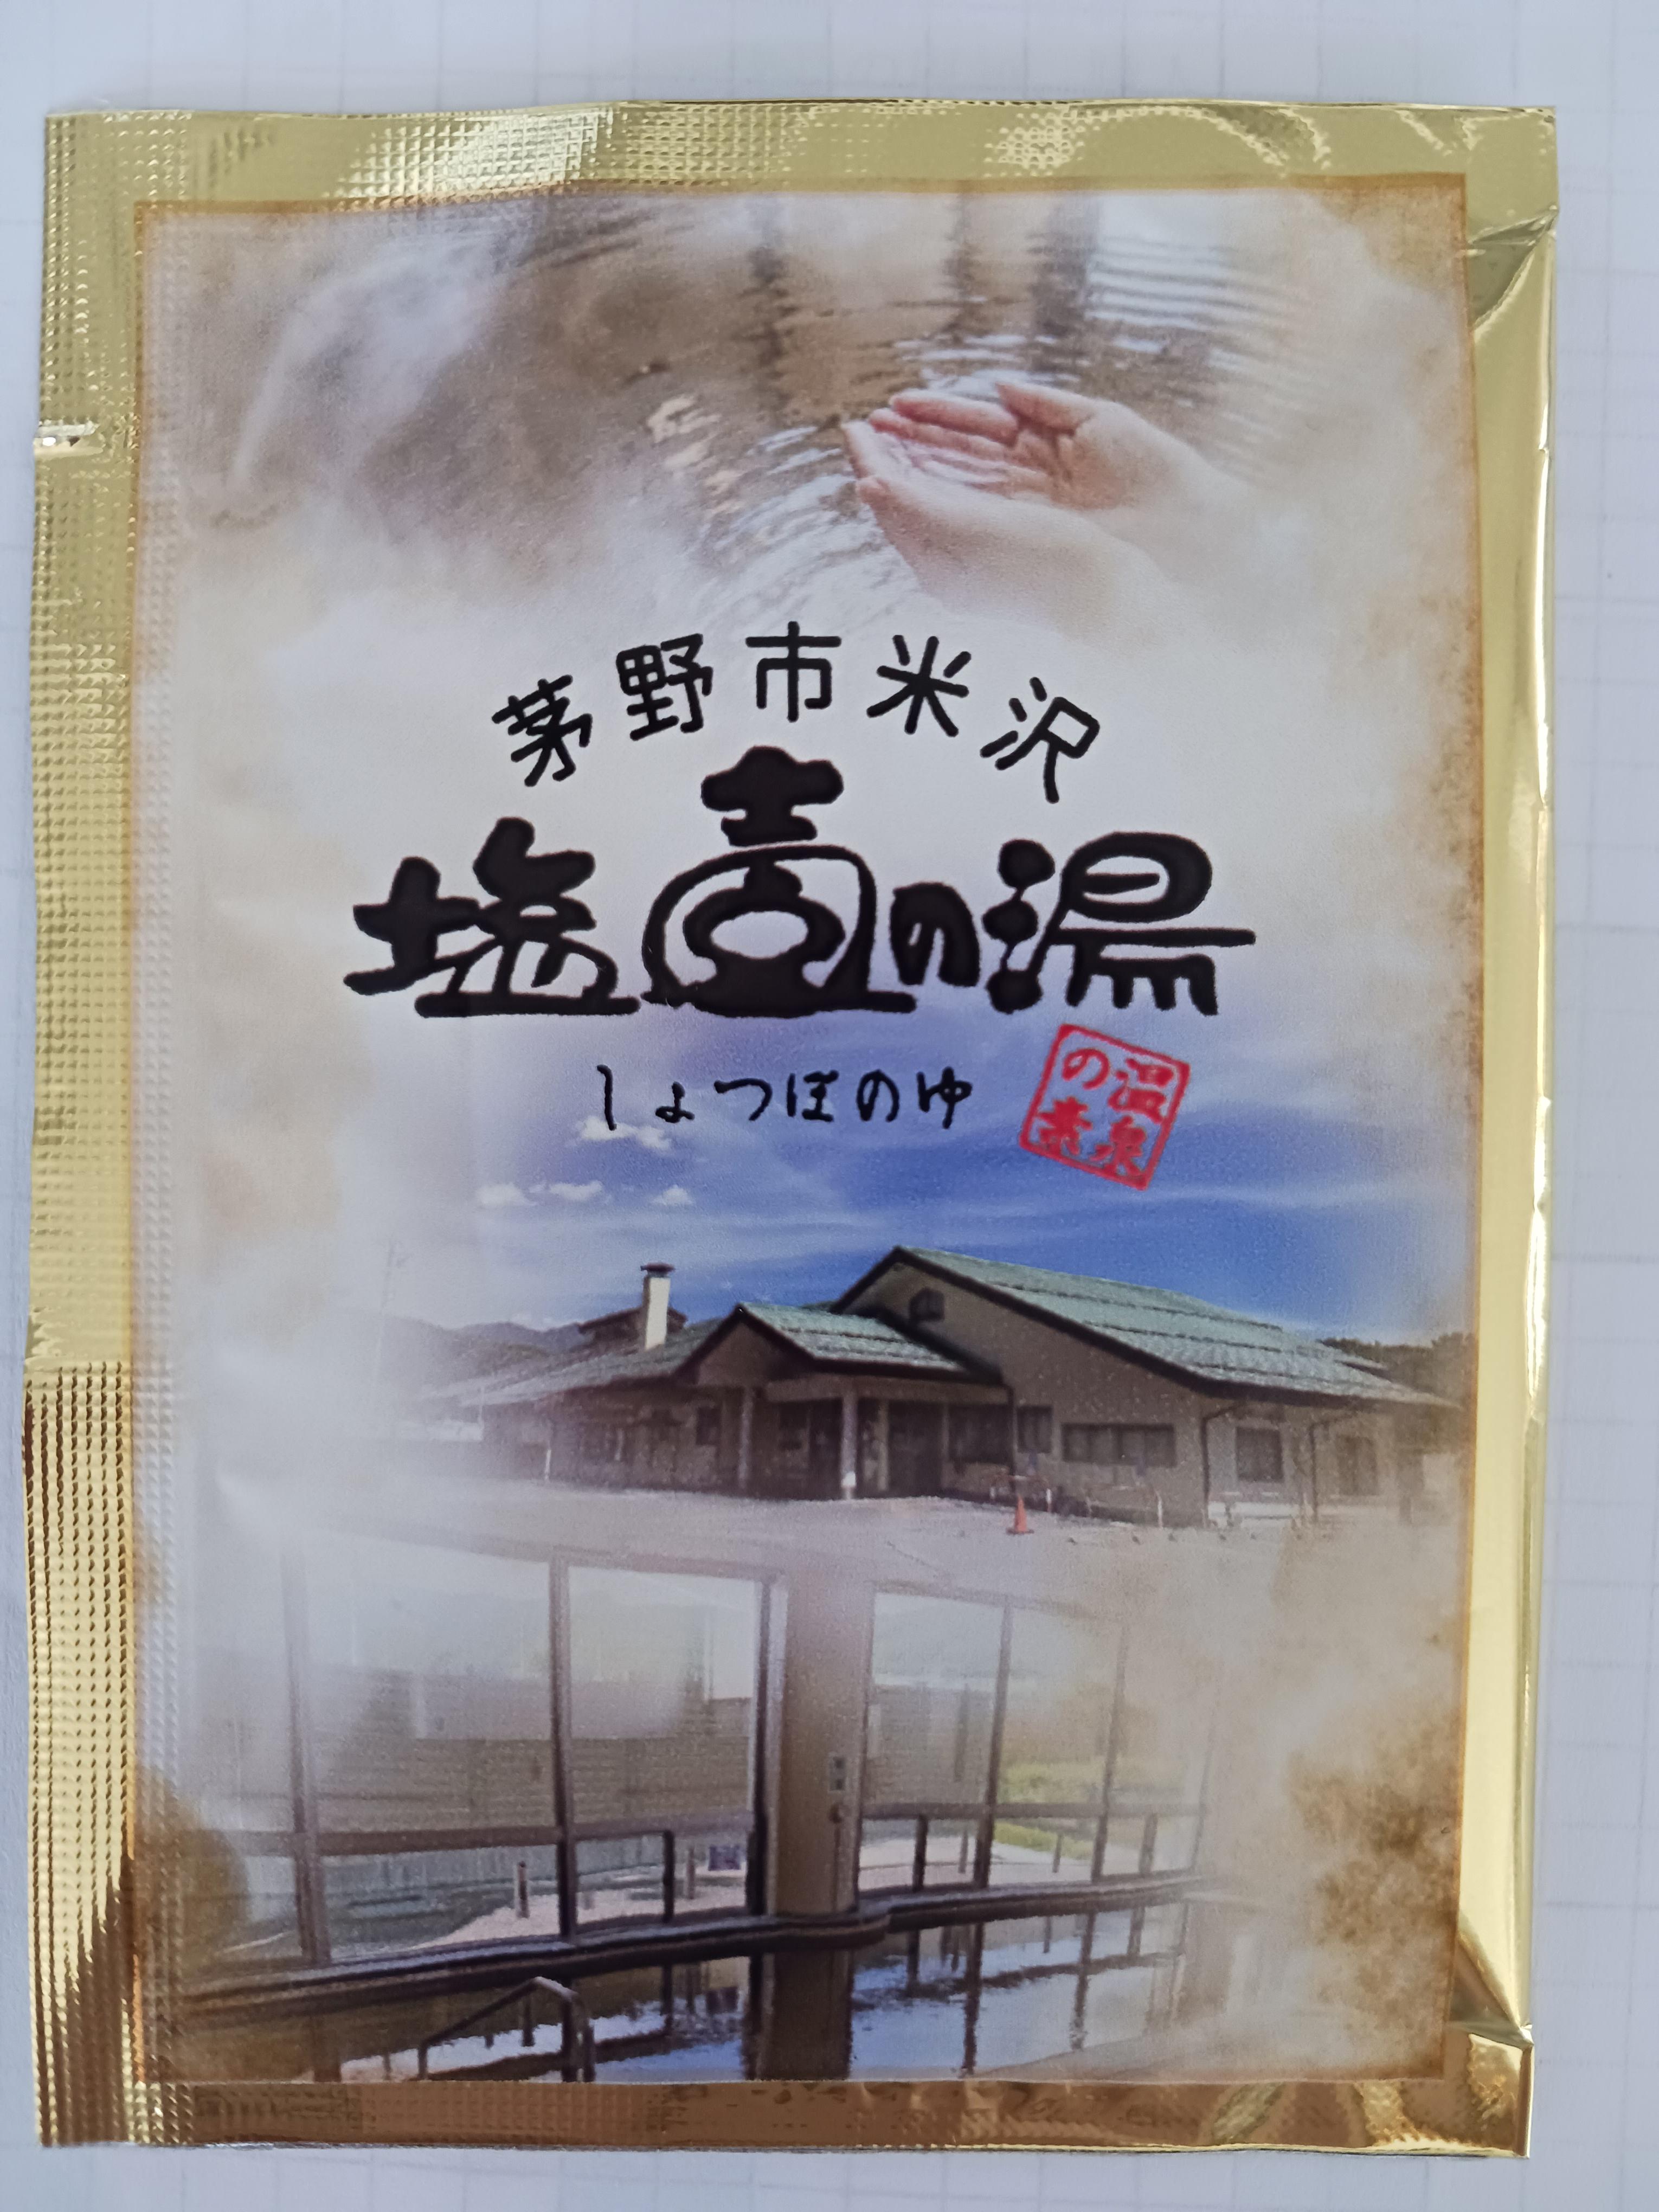 茅野市米沢
塩壺の湯
しょつぼのゆ
温泉
の素